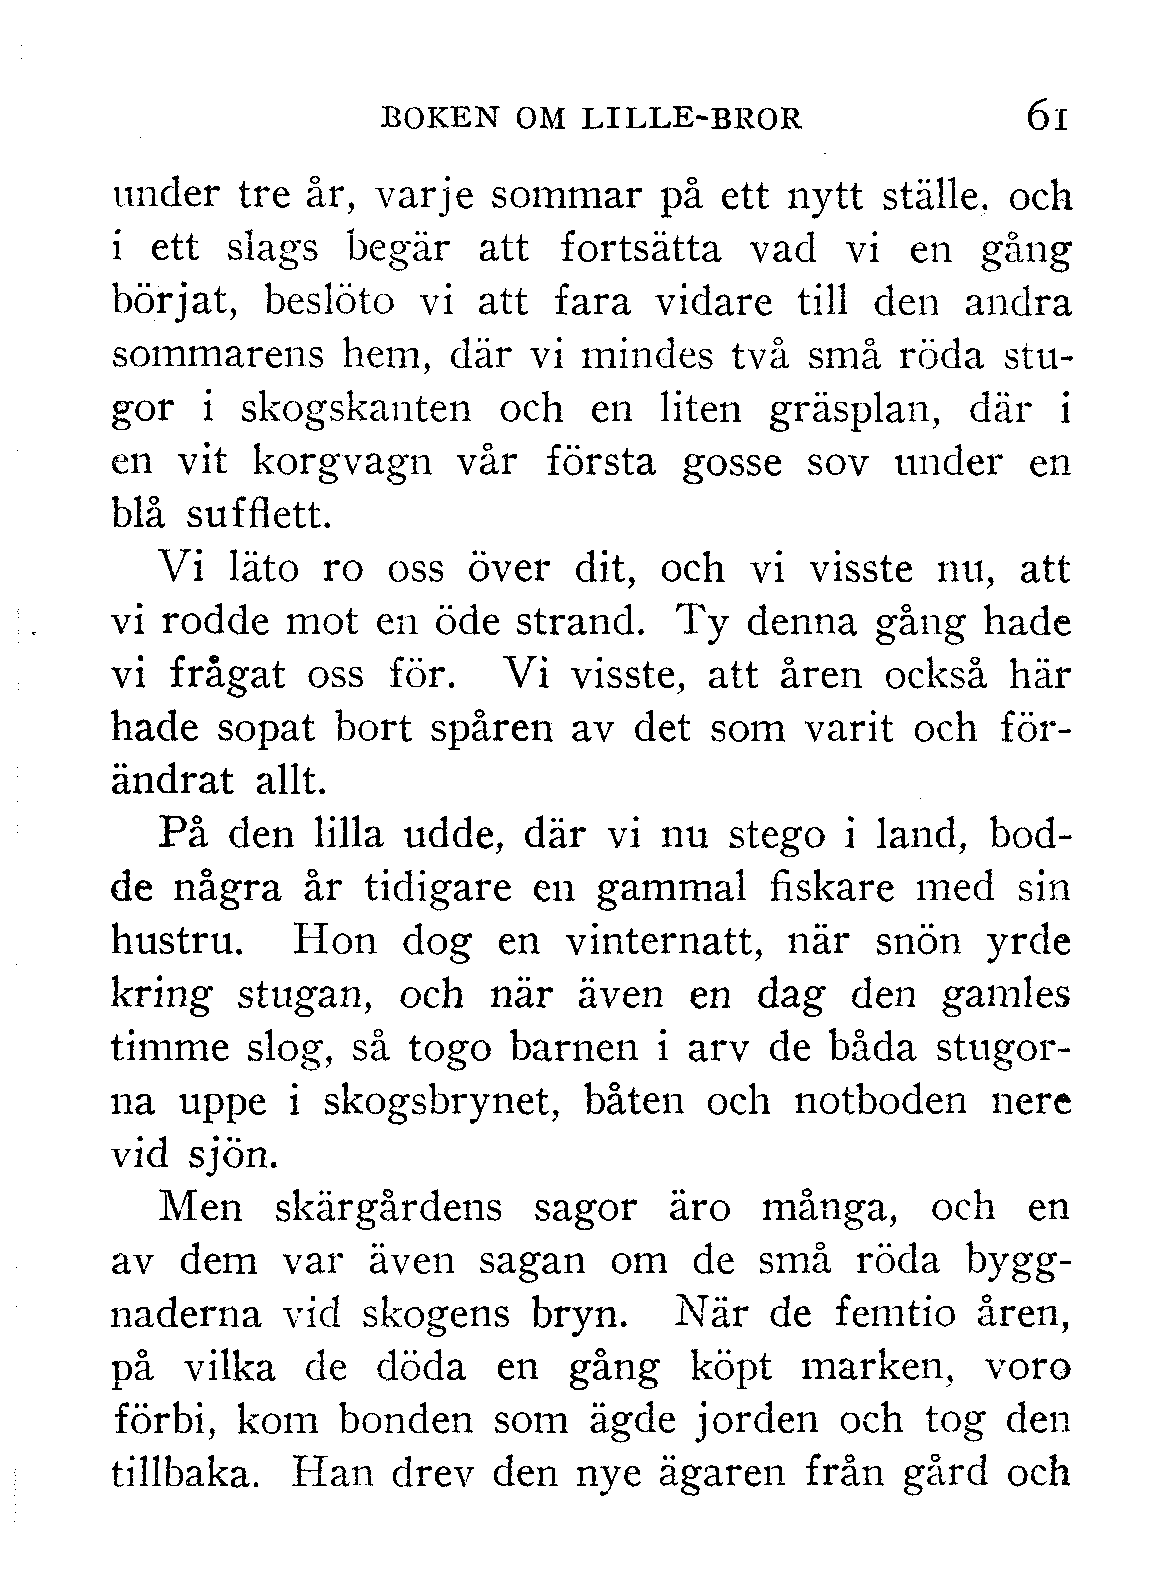 BOKEN OM LILLE-BROR 61
under tre år, varje sommar på ett nytt ställe, och
i ett slags begär att fortsätta vad vi en gång
börjat, beslöto vi att fara vidare till den andra
sommarens hem, där vi mindes två små röda stu-
gor i skogskanten och en liten gräsplan, där i
en vit korgvagn vår första gosse sov under en
blå sufflett.
Vi läto ro oss över dit, och vi visste nu, att
vi rodde mot en öde strand. Ty denna gång hade
vi frågat oss för. Vi visste, att åren också här
hade sopat bort spåren av det som varit och för-
ändrat allt.
På den lilla udde, där vi nu stego i land, bod-
de några år tidigare en gammal fiskare med sin
hustru. Hon dog en vinternatt, när snön yrde
kring stugan, och när även en dag den gamles
timme slog, så togo barnen i arv de båda stugor-
na uppe i skogsbrynet, båten och notboden nere
vid sjön.
Men skärgårdens sagor äro många, och en
av dem var även sagan om de små röda bygg-
naderna vid skogens bryn. När de femtio åren,
på vilka de döda en gång köpt marken, voro
förbi, kom bonden som ägde jorden och tog den
tillbaka. Han drev den nye ägaren från gård och